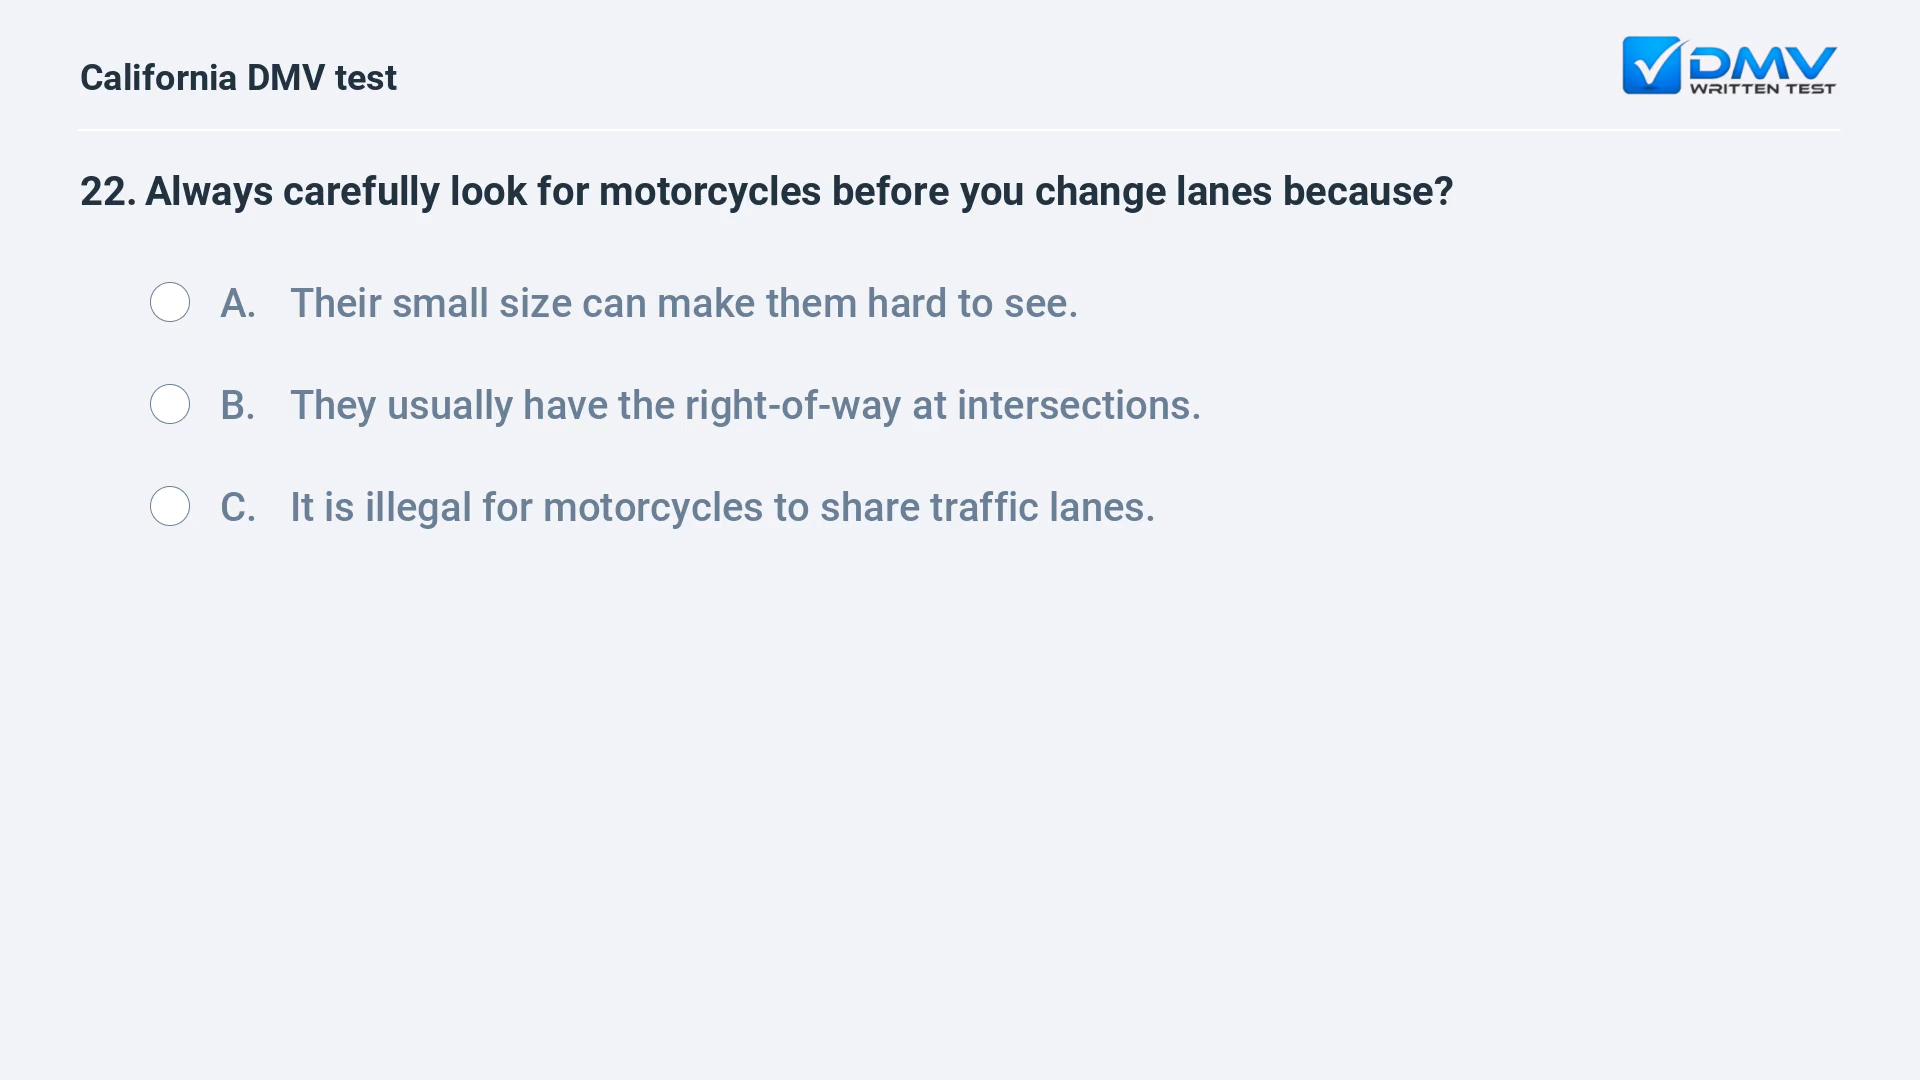 California DMV test
DMV
WRITTEN TEST
22. Always carefully look for motorcycles before you change lanes because?
A. Their small size can make them hard to see.
B. They usually have the right-of-way at intersections.
C. It is illegal for motorcycles to share traffic lanes.